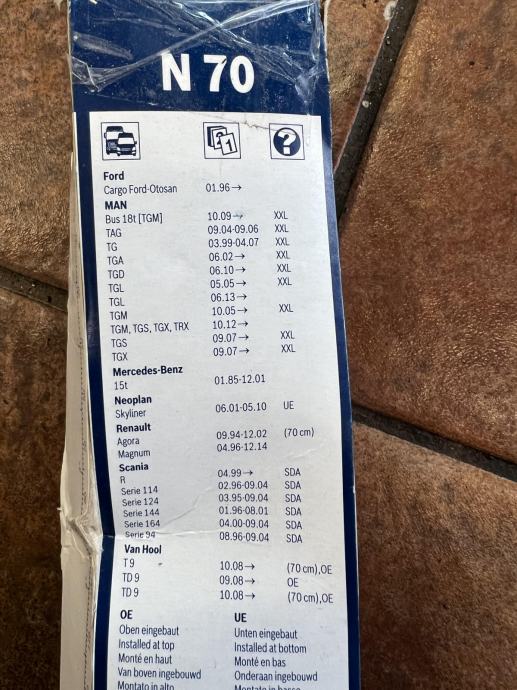 N 70
Ford
Cargo Ford-Otosan 01.96→
MAN
Bus 18t [TGM] 10.09→ XXL
TAG 09.04-09.06 XXL
TG 03.99-04.07 XXL
TGA 06.02→ XXL
TGD 06.10→ XXL
TGL 05.05→ XXL
TGL 06.13→
TGM 10.05→ XXL
TGM, TGS, TGX, TRX 10.12→
TGS 09.07→ XXL
TGX 09.07→ XXL
Mercedes-Benz
15t 01.85-12.01
Neoplan
Skyliner 06.01-05.10 UE
Renault
Agora 09.94-12.02 (70 cm)
Magnum 04.96-12.14
Scania
R 04.99→ SDA
Serie 114 02.96-09.04 SDA
Serie 124 03.95-09.04 SDA
Serie 144 01.96-08.01 SDA
Serie 164 04.00-09.04 SDA
Serie 94 08.96-09.04 SDA
Van Hool
T 9 10.08→ (70 cm),OE
TD 9 09.08→ OE
TD 9 10.08→ (70 cm),OE
OE UE
Oben eingebaut Unten eingebaut
Installed at top Installed at bottom
Monté en haut Monté en bas
Van boven ingebouwd Onderaan ingebouwd
Montato in alto Montato in basso